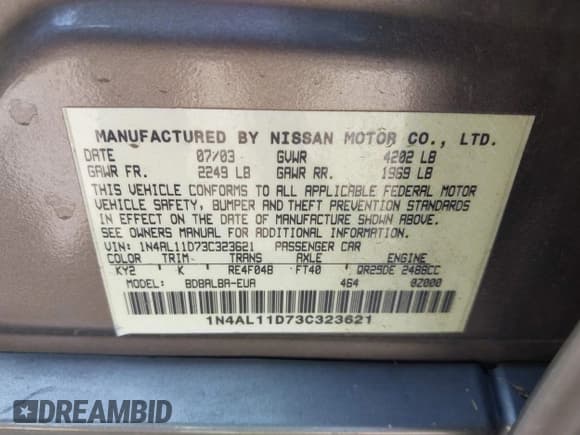 MANUFACTURED BY NISSAN MOTOR CO., LTD.
DATE 07/03 GVWR 4202 LB
GAWR FR. 2249 LB GAWR RR. 1969 LB
THIS VEHICLE CONFORMS TO ALL APPLICABLE FEDERAL MOTOR
VEHICLE SAFETY, BUMPER AND THEFT PREVENTION STANDARDS
IN EFFECT ON THE DATE OF MANUFACTURE SHOWN ABOVE.
SEE OWNERS MANUAL FOR ADDITIONAL INFORMATION.
VIN: 1N4AL11D73C323621 PASSENGER CAR
COLOR TRIM TRANS AXLE ENGINE
KY2 K RE4F04B FT40 QR25DE 2488CC
MODEL: BDBALBA-EUA 464 0Z000
1N4AL11D73C323621
DREAMBID